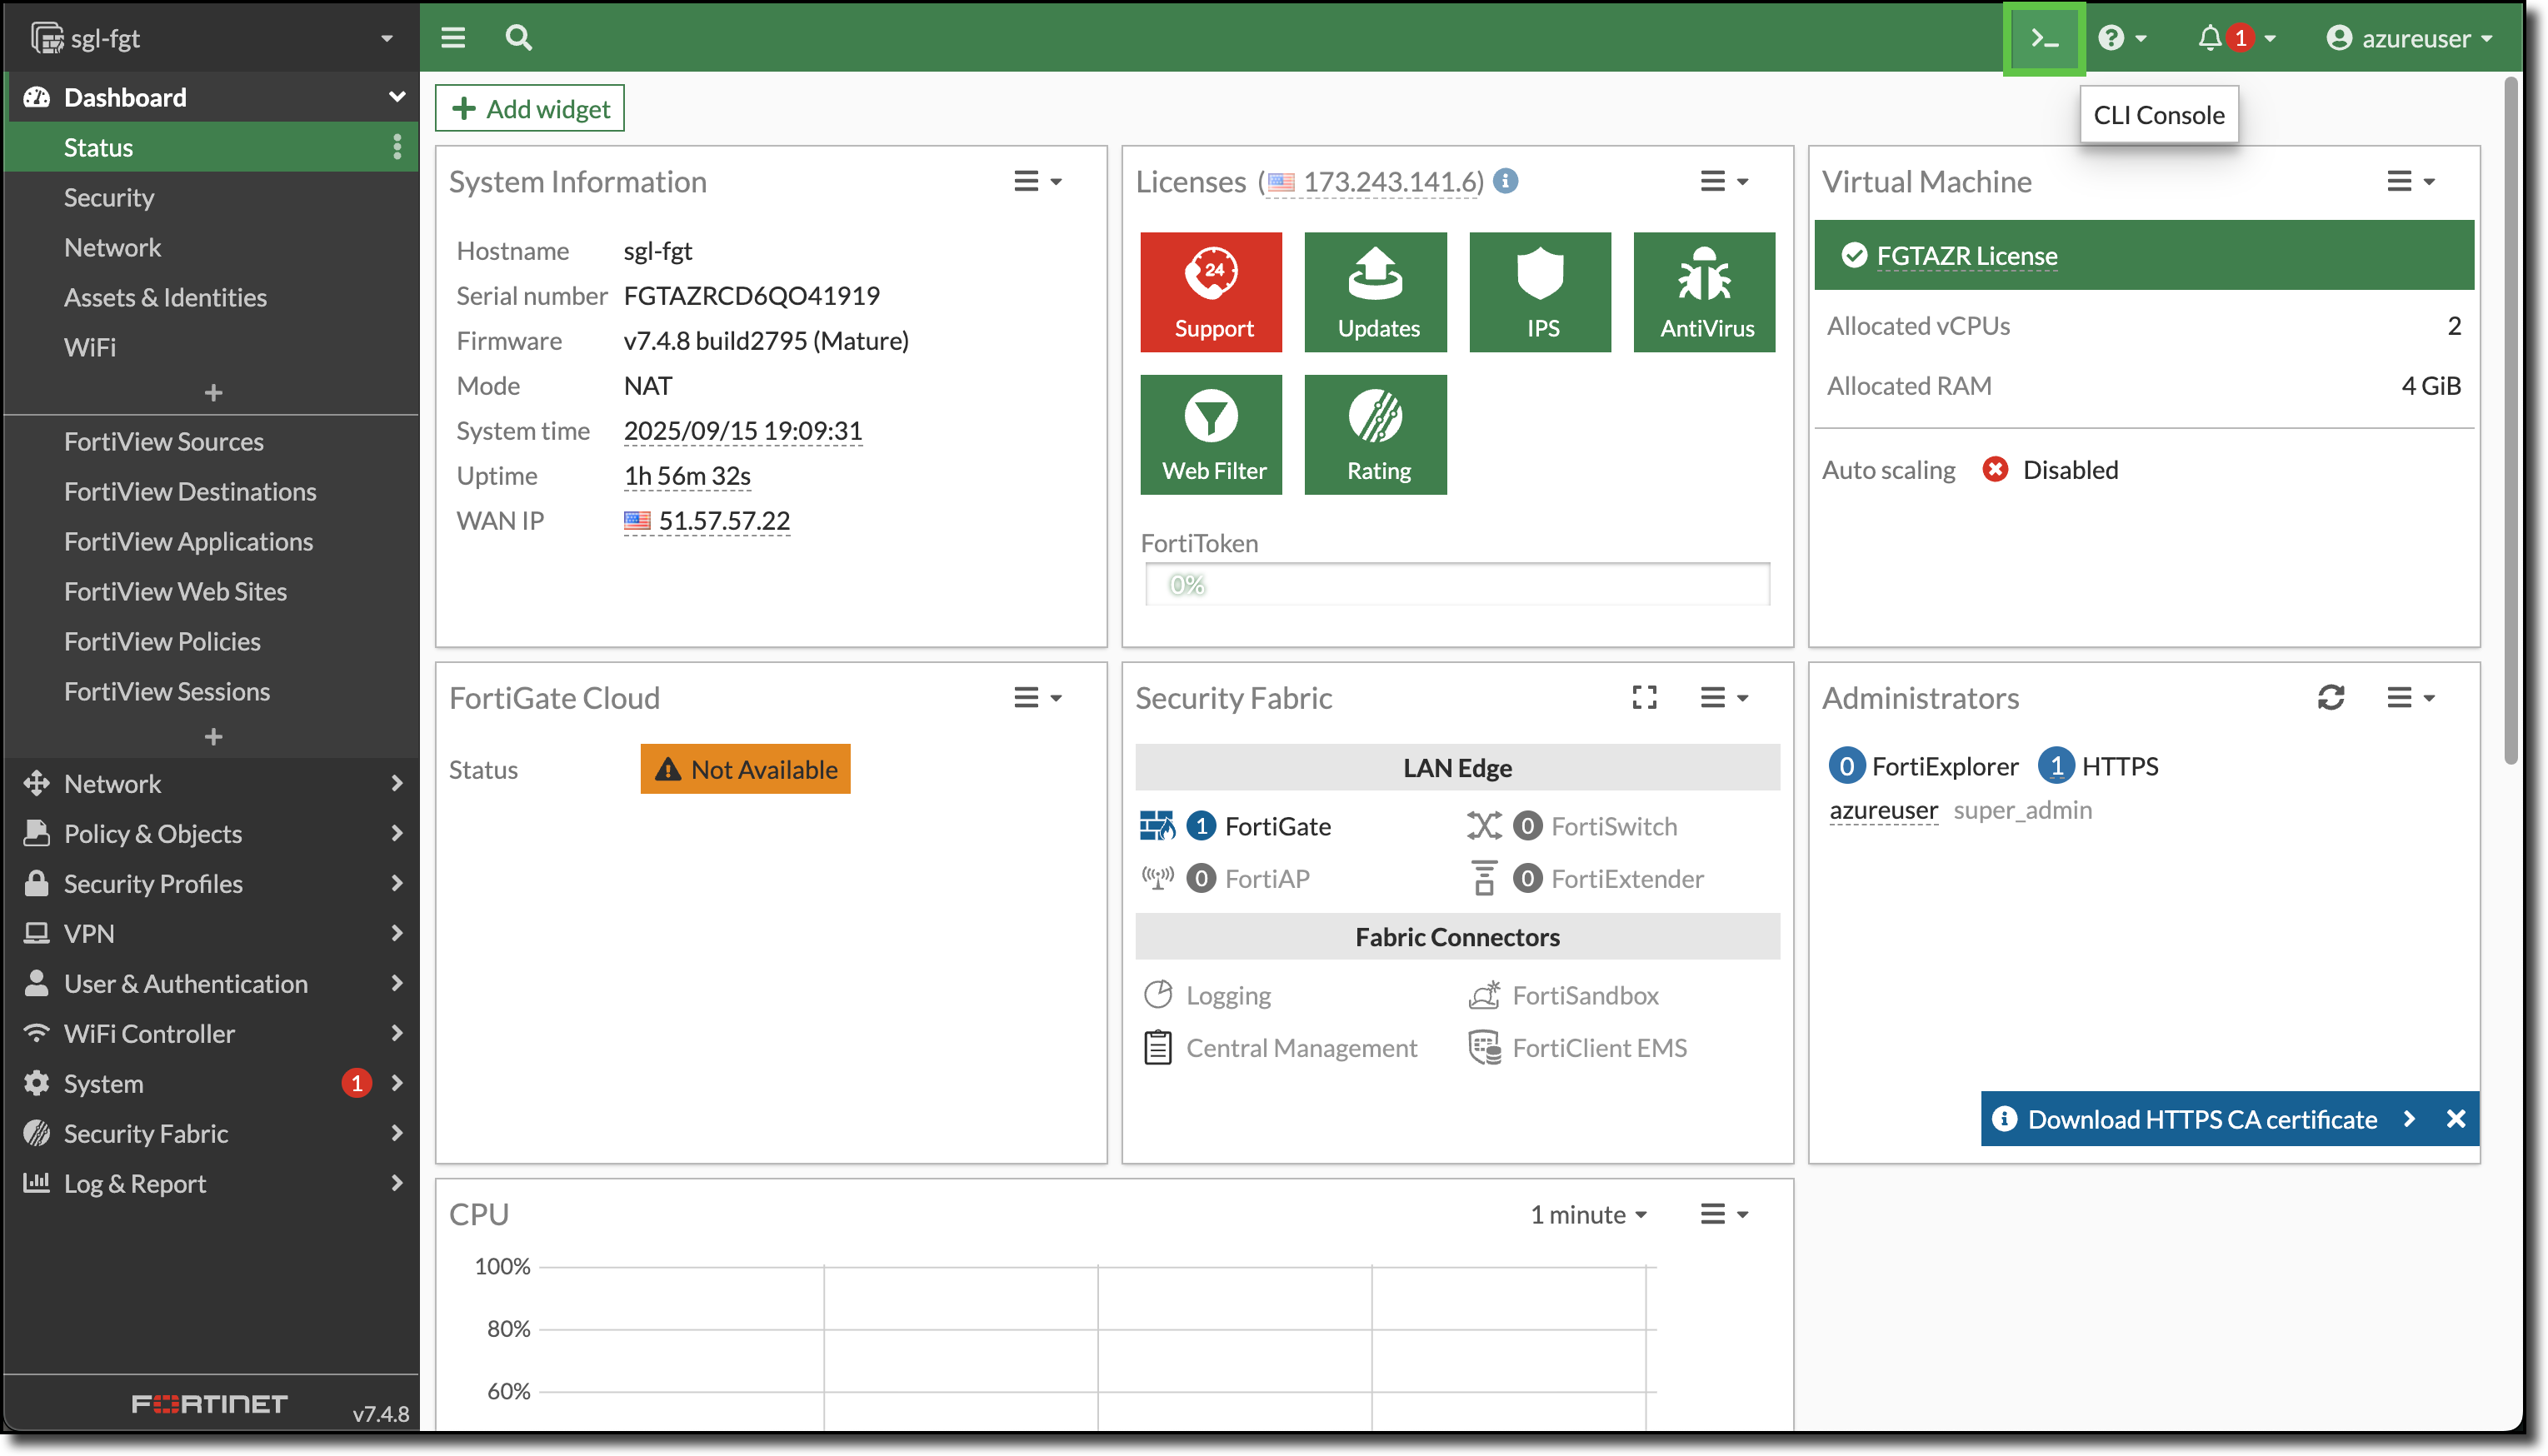 sgl-fgt
1
azureuser
CLI Console
Dashboard
Status
Security
Network
Assets & Identities
WiFi
+
FortiView Sources
FortiView Destinations
FortiView Applications
FortiView Web Sites
FortiView Policies
FortiView Sessions
+
Network
Policy & Objects
Security Profiles
VPN
User & Authentication
WiFi Controller
System 1
Security Fabric
Log & Report
FORTINET
v7.4.8
+ Add widget
System Information
Hostname sgl-fgt
Serial number FGTAZRCD6QO41919
Firmware v7.4.8 build2795 (Mature)
Mode NAT
System time 2025/09/15 19:09:31
Uptime 1h 56m 32s
WAN IP 51.57.57.22
Licenses (173.243.141.6)
24
Support Updates IPS AntiVirus
Web Filter Rating
FortiToken
0%
Virtual Machine
FGTAZR License
Allocated vCPUs 2
Allocated RAM 4 GiB
Auto scaling Disabled
FortiGate Cloud
Status Not Available
Security Fabric
LAN Edge
1 FortiGate 0 FortiSwitch
0 FortiAP 0 FortiExtender
Fabric Connectors
Logging FortiSandbox
Central Management FortiClient EMS
Administrators
0 FortiExplorer 1 HTTPS
azureuser super_admin
Download HTTPS CA certificate
CPU
1 minute
100%
80%
60%